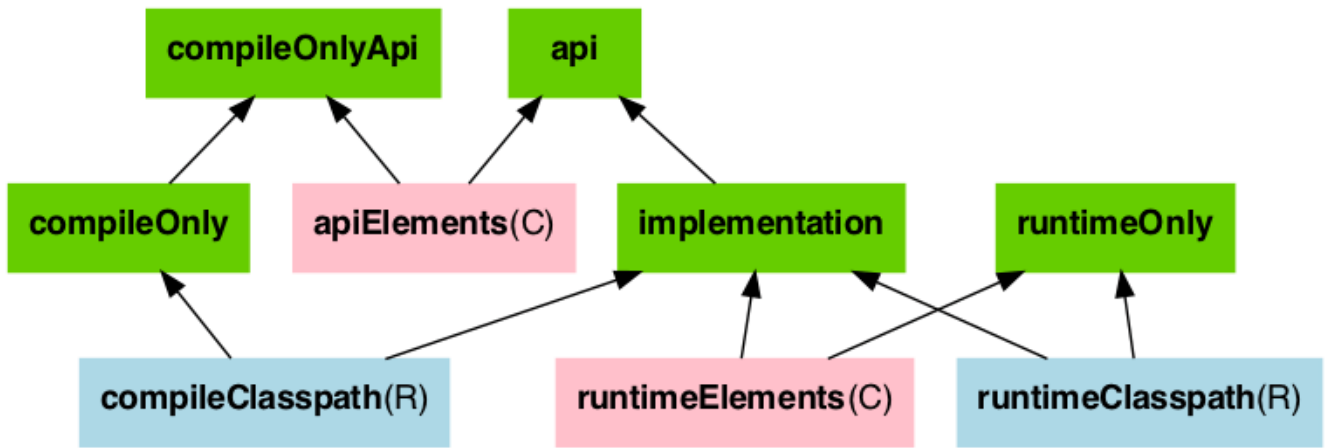 compileOnlyApi
api
compileOnly
apiElements(C)
implementation
runtimeOnly
compileClasspath(R)
runtimeElements(C)
runtimeClasspath(R)